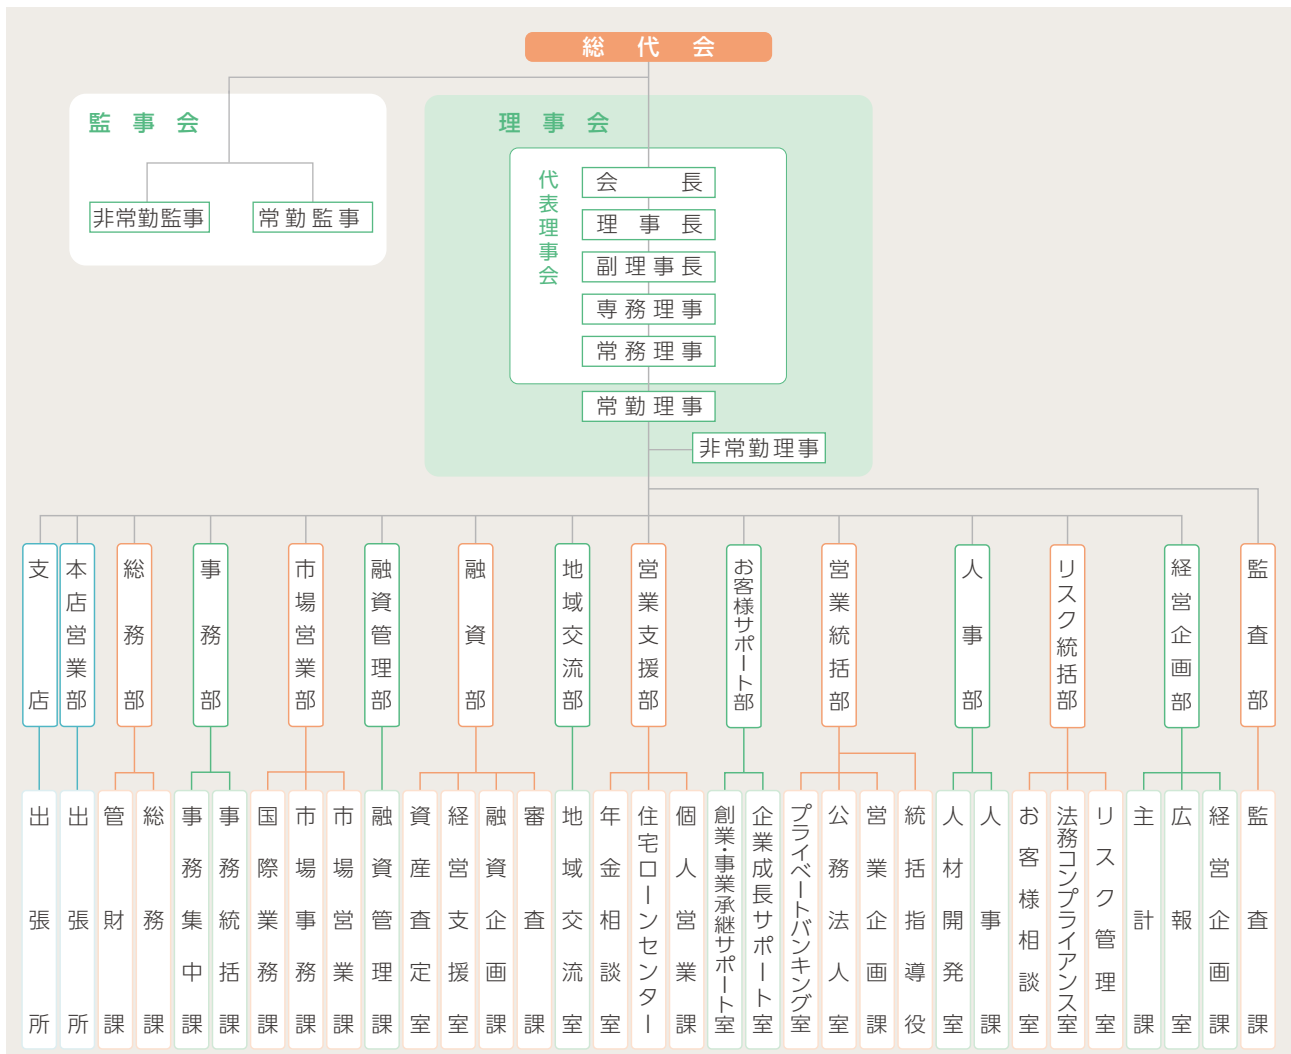 総代会
監事会
非常勤監事
常勤監事
理事会
代表理事会
会長
理事長
副理事長
専務理事
常務理事
常勤理事
非常勤理事
支店
本店営業部
総務部
事務部
市場営業部
融資管理部
融資部
地域交流部
営業支援部
お客様サポート部
営業統括部
人事部
リスク統括部
経営企画部
監査部
出張所
出張所
管財課
総務課
事務集中課
事務統括課
国際業務課
市場事務課
市場営業課
融資管理課
資産査定室
経営支援室
融資企画課
審査課
地域交流室
年金相談室
住宅ローンセンター
個人営業課
創業・事業承継サポート室
企業成長サポート室
プライベートバンキング室
公務法人室
営業企画課
統括指導役
人材開発室
人事課
お客様相談室
法務コンプライアンス室
リスク管理室
主計課
広報室
経営企画課
監査課